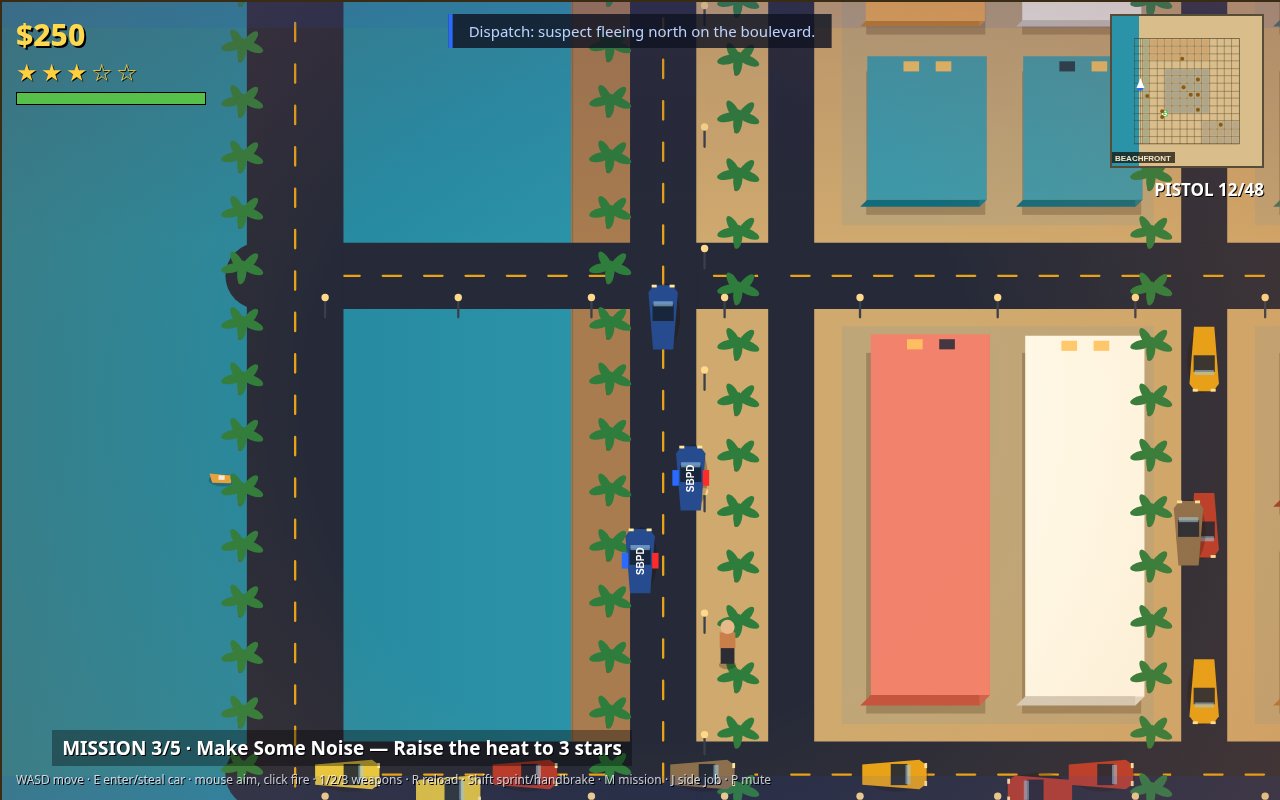 $250
Dispatch: suspect fleeing north on the boulevard.
BEACHFRONT
PISTOL 12/48
SBPD
SBPD
MISSION 3/5 · Make Some Noise — Raise the heat to 3 stars
WASD move · E enter/steal car · mouse aim, click fire · 1/2/3 weapons · R reload · Shift sprint/handbrake · M mission · J side job · P mute